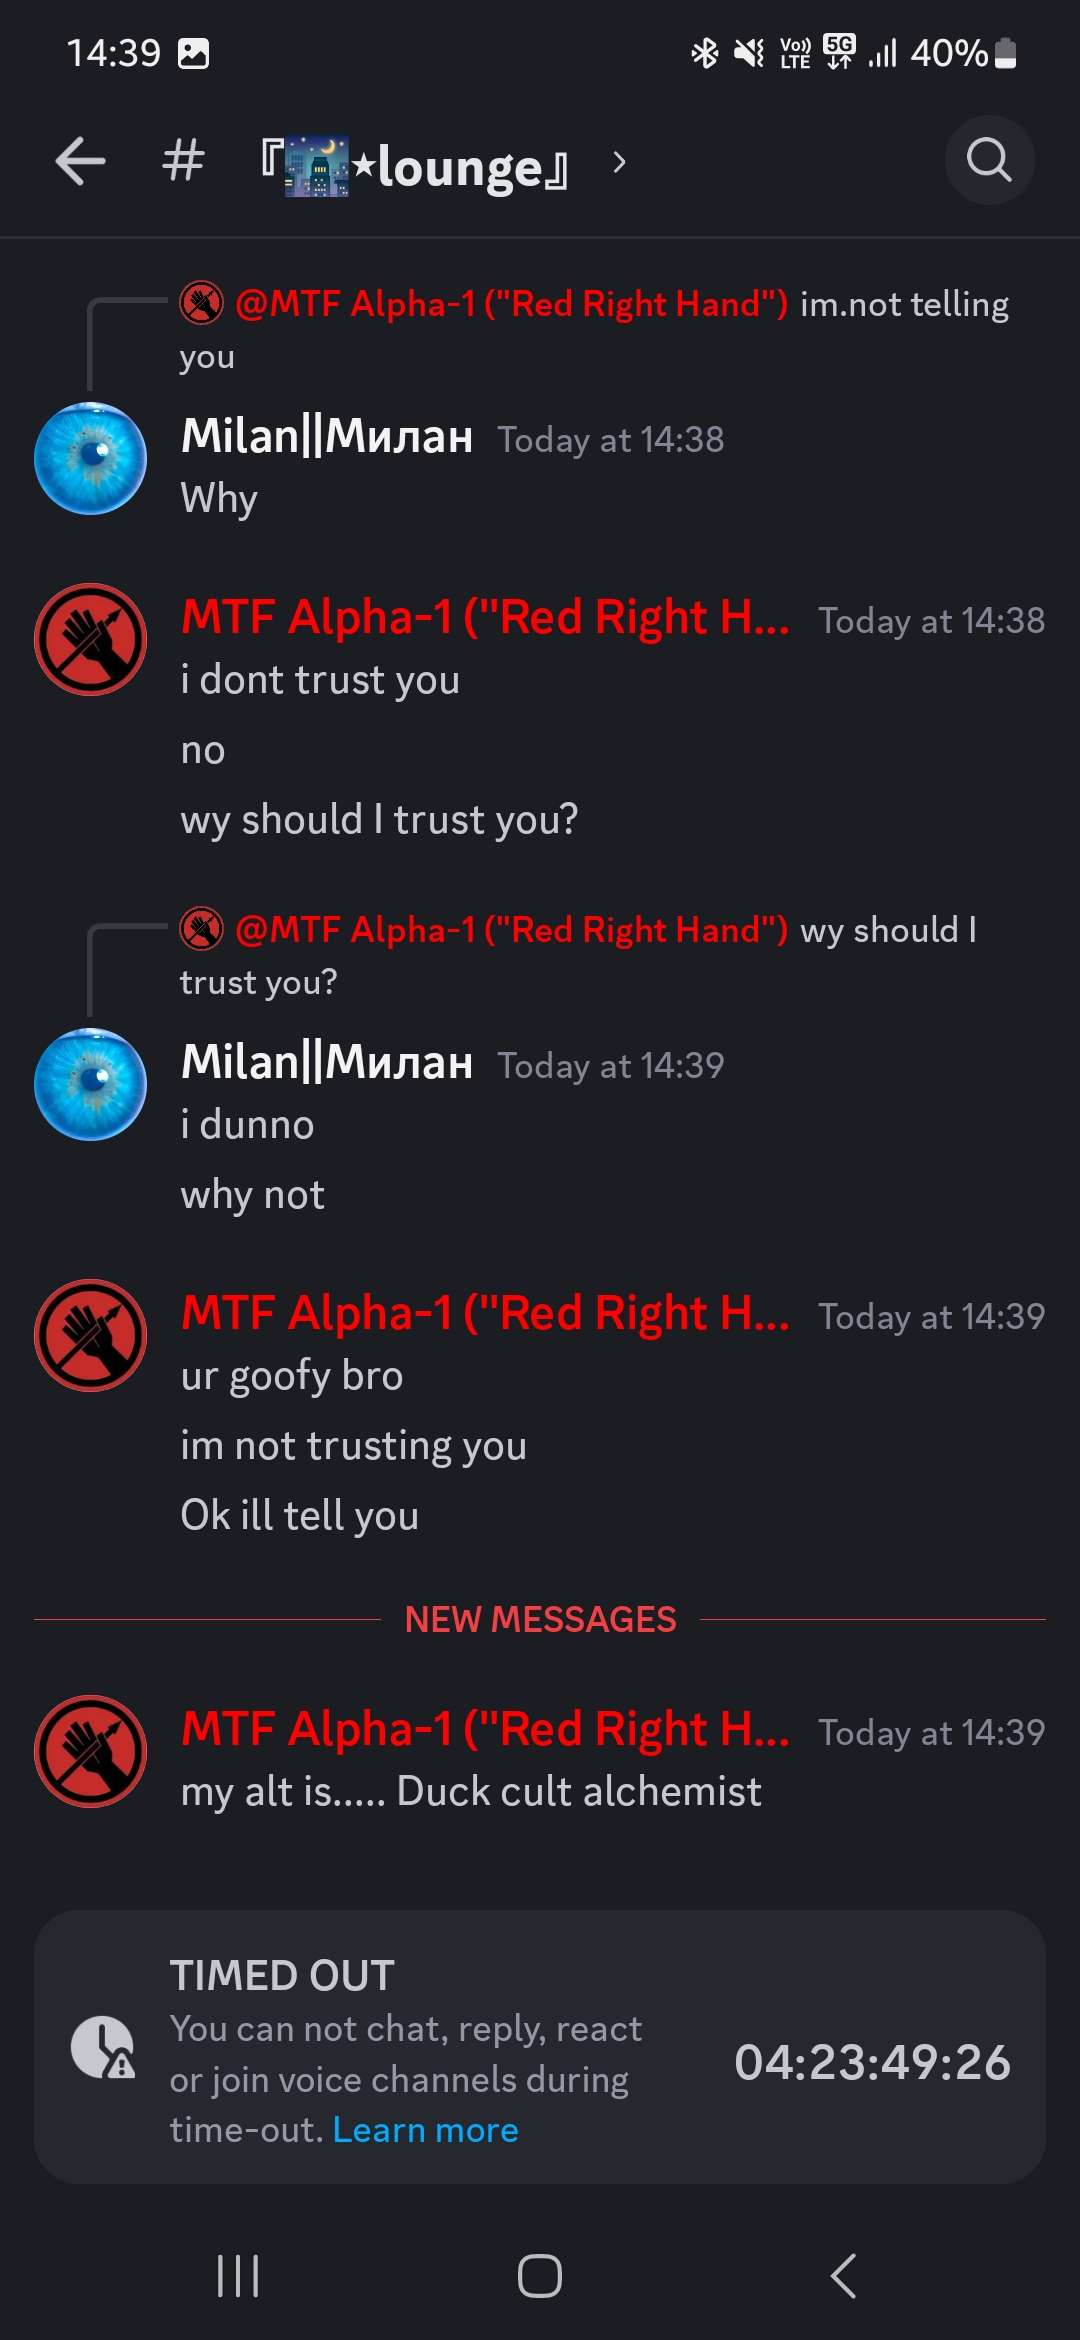 14:39
Vo)) LTE 5G 40%
# 『🌃★lounge』 ›
@MTF Alpha-1 ("Red Right Hand") im.not telling
you
Milan||Милан Today at 14:38
Why
MTF Alpha-1 ("Red Right H... Today at 14:38
i dont trust you
no
wy should I trust you?
@MTF Alpha-1 ("Red Right Hand") wy should I
trust you?
Milan||Милан Today at 14:39
i dunno
why not
MTF Alpha-1 ("Red Right H... Today at 14:39
ur goofy bro
im not trusting you
Ok ill tell you
NEW MESSAGES
MTF Alpha-1 ("Red Right H... Today at 14:39
my alt is..... Duck cult alchemist
TIMED OUT
You can not chat, reply, react
or join voice channels during
time-out. Learn more
04:23:49:26